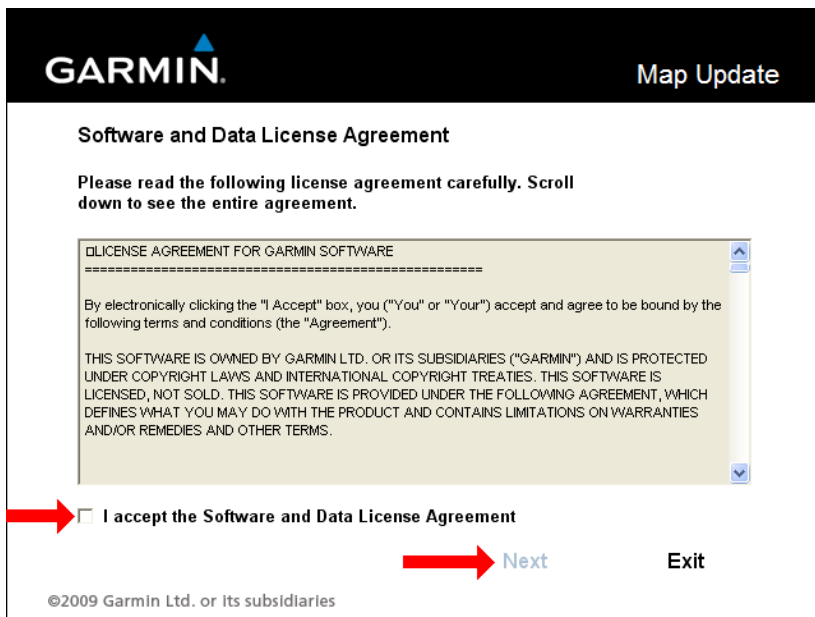 GARMIN.
Map Update
Software and Data License Agreement
Please read the following license agreement carefully. Scroll
down to see the entire agreement.
□LICENSE AGREEMENT FOR GARMIN SOFTWARE
====================================================
By electronically clicking the "I Accept" box, you ("You" or "Your") accept and agree to be bound by the
following terms and conditions (the "Agreement").
THIS SOFTWARE IS OWNED BY GARMIN LTD. OR ITS SUBSIDIARIES ("GARMIN") AND IS PROTECTED
UNDER COPYRIGHT LAWS AND INTERNATIONAL COPYRIGHT TREATIES. THIS SOFTWARE IS
LICENSED, NOT SOLD. THIS SOFTWARE IS PROVIDED UNDER THE FOLLOWING AGREEMENT, WHICH
DEFINES WHAT YOU MAY DO WITH THE PRODUCT AND CONTAINS LIMITATIONS ON WARRANTIES
AND/OR REMEDIES AND OTHER TERMS.
I accept the Software and Data License Agreement
Next Exit
©2009 Garmin Ltd. or its subsidiaries